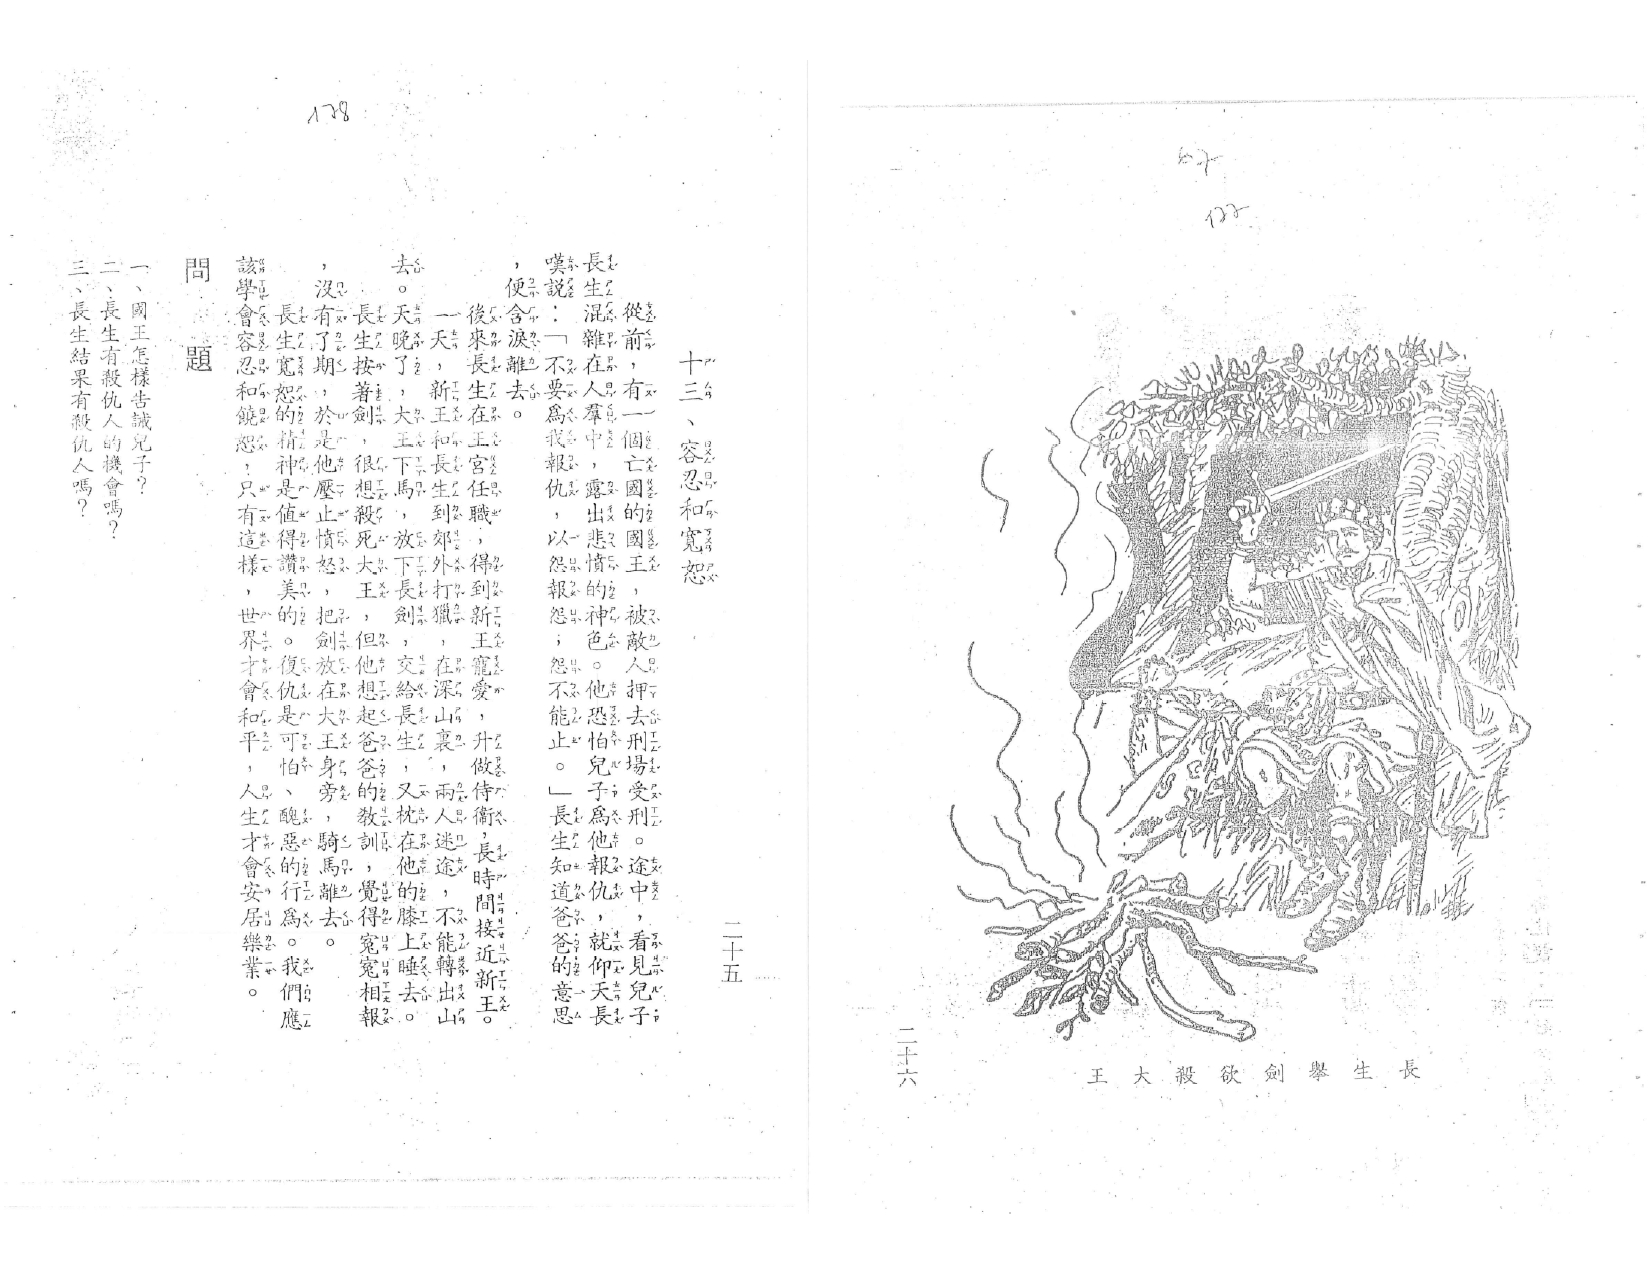 138
十三、容忍和寬恕
從前，有一個亡國的國王，被敵人押去刑場受刑。途中，看見兒子
長生混雜在人羣中，露出悲憤的神色。他恐怕兒子爲他報仇，就仰天長
嘆說：「不要爲我報仇，以怨報怨；怨不能止。」長生知道爸爸的意思
，便含淚離去。
後來長生在王宮任職，得到新王寵愛，升做侍衞，長時間接近新王。
一天，新王和長生到郊外打獵，在深山裏，兩人迷途，不能轉出山
去。天晚了，大王下馬，放下長劍，交給長生，又枕在他的膝上睡去。
長生按著劍，很想殺死大王，但他想起爸爸的教訓，覺得寃寃相報
，沒有了期，於是他壓止憤怒，把劍放在大王身旁，騎馬離去。
長生寬恕的精神是值得讚美的。復仇是可怕、醜惡的行爲。我們應
該學會容忍和饒恕，只有這樣，世界才會和平，人生才會安居樂業。
問題
一、國王怎樣告誡兒子？
二、長生有殺仇人的機會嗎？
三、長生結果有殺仇人嗎？
二十五
長生舉劍欲殺大王
二十六